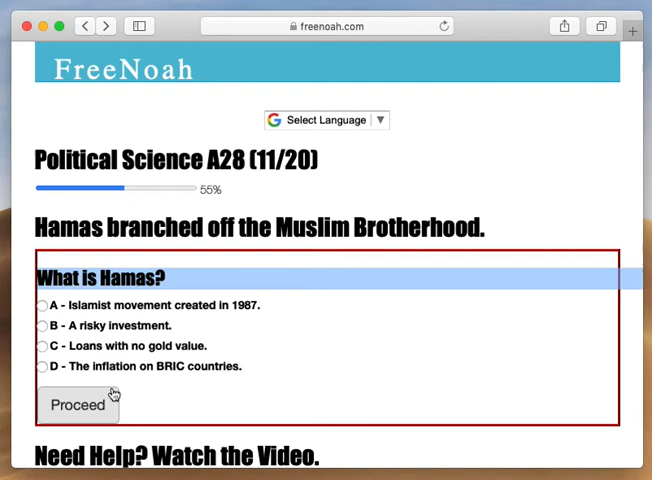 freenoah.com
FreeNoah
Select Language ▼
Political Science A28 (11/20)
55%
Hamas branched off the Muslim Brotherhood.
What is Hamas?
A - Islamist movement created in 1987.
B - A risky investment.
C - Loans with no gold value.
D - The inflation on BRIC countries.
Proceed
Need Help? Watch the Video.